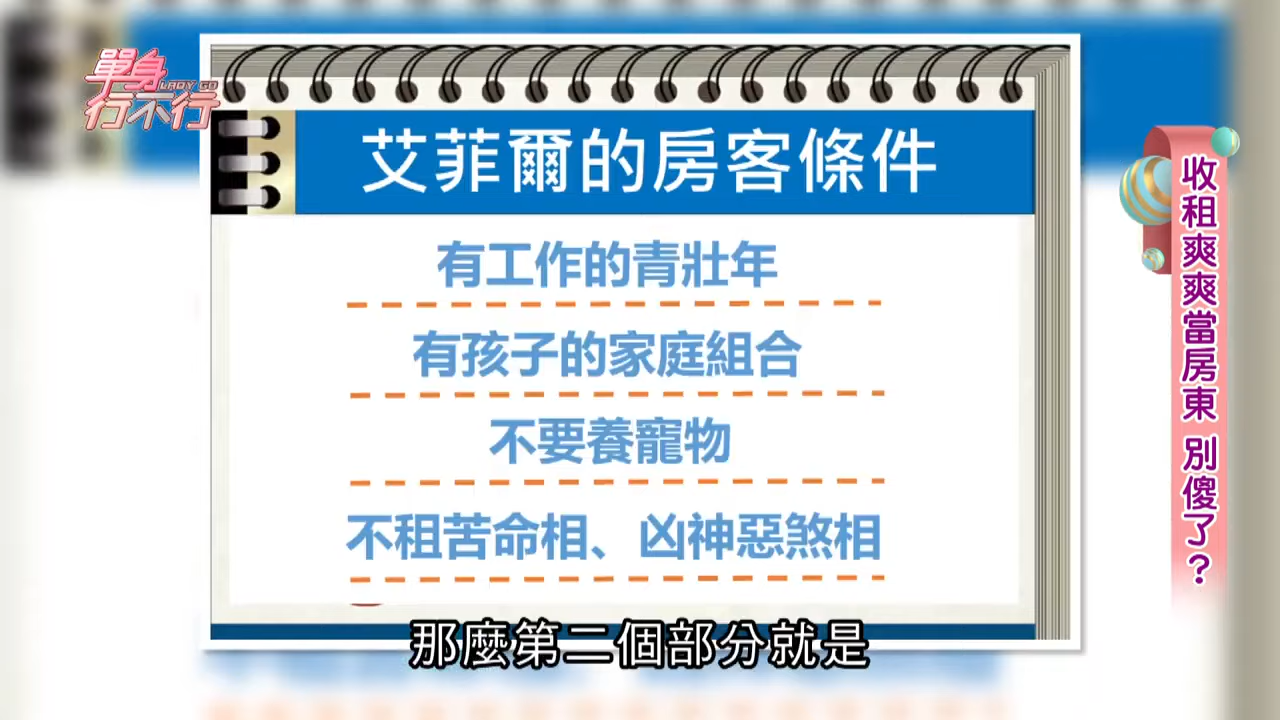 單身
LADY GO
行不行
艾菲爾的房客條件
有工作的青壯年
有孩子的家庭組合
不要養寵物
不租苦命相、凶神惡煞相
那麼第二個部分就是
收租爽爽當房東 別傻了?